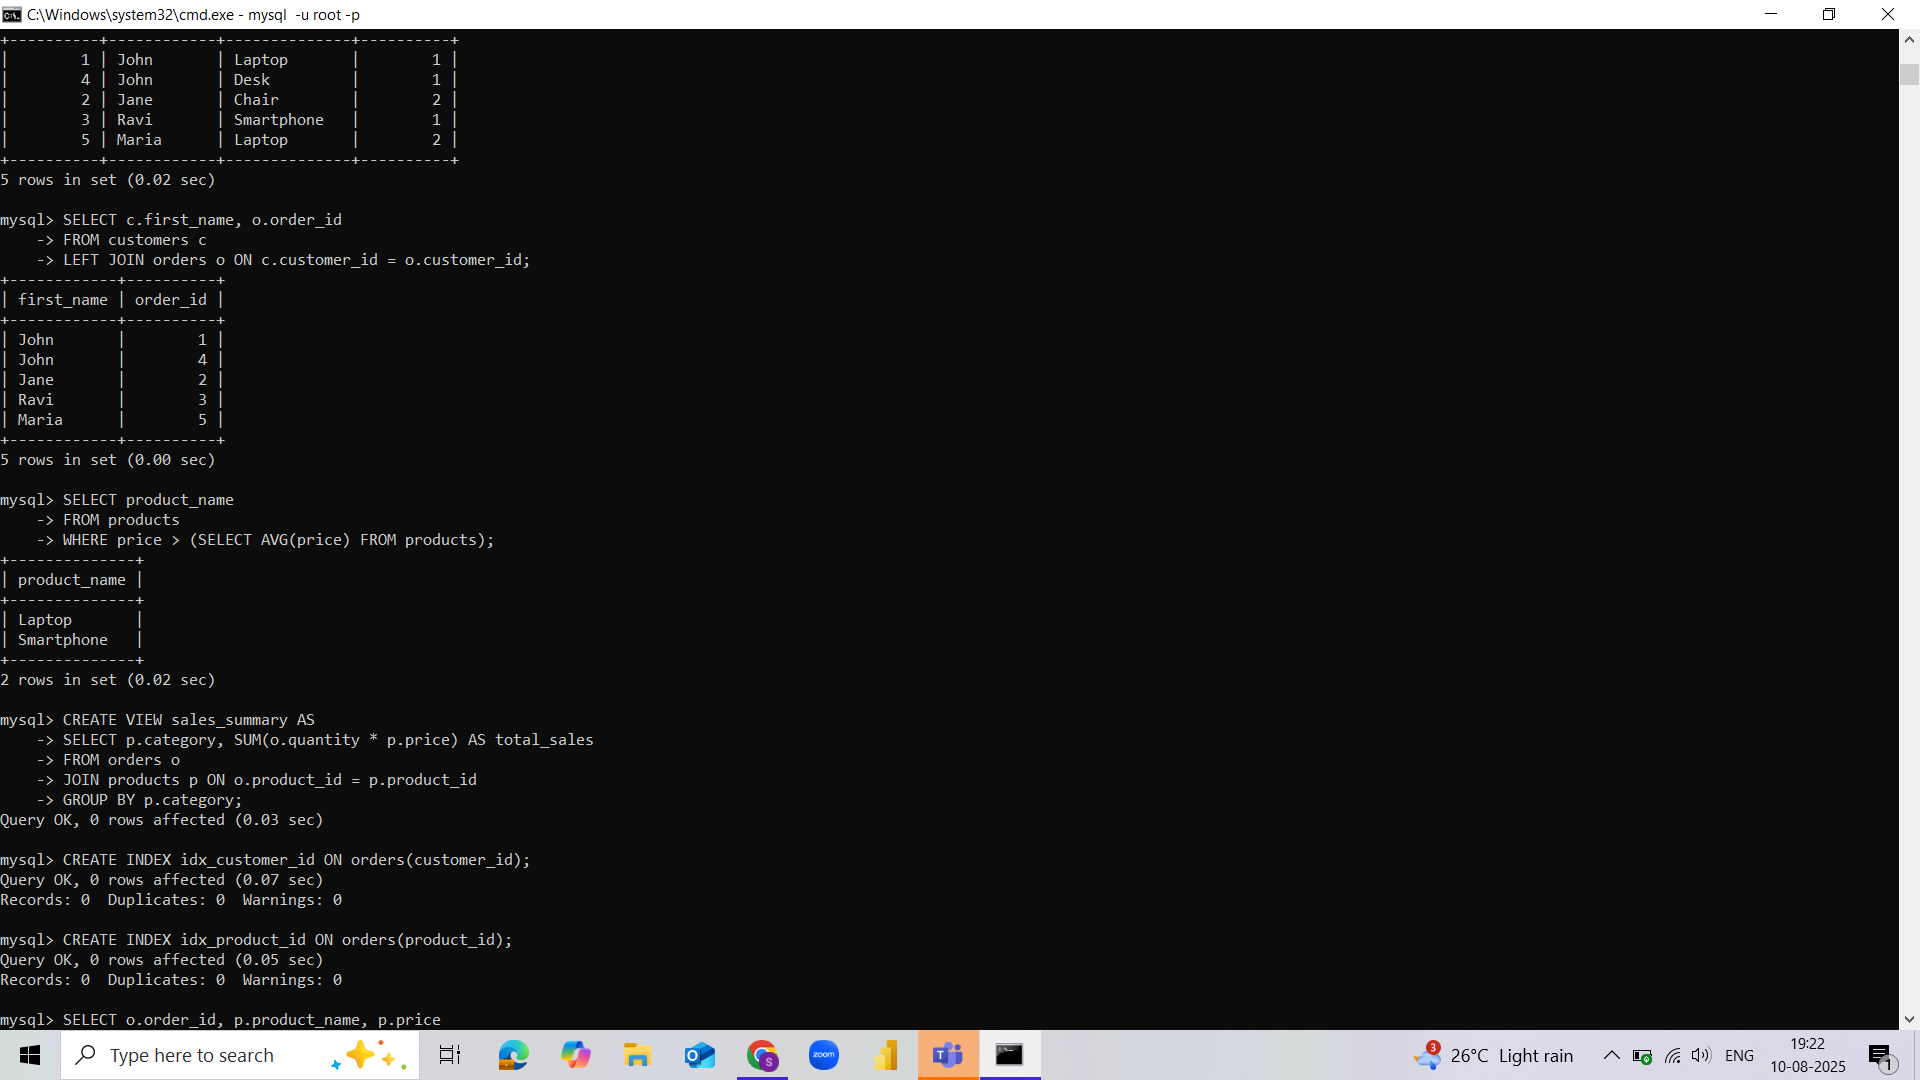 C:\Windows\system32\cmd.exe - mysql  -u root -p
+----------+------------+--------------+----------+
|        1 | John       | Laptop       |        1 |
|        4 | John       | Desk         |        1 |
|        2 | Jane       | Chair        |        2 |
|        3 | Ravi       | Smartphone   |        1 |
|        5 | Maria      | Laptop       |        2 |
+----------+------------+--------------+----------+
5 rows in set (0.02 sec)
mysql> SELECT c.first_name, o.order_id
    -> FROM customers c
    -> LEFT JOIN orders o ON c.customer_id = o.customer_id;
+------------+----------+
| first_name | order_id |
+------------+----------+
| John       |        1 |
| John       |        4 |
| Jane       |        2 |
| Ravi       |        3 |
| Maria      |        5 |
+------------+----------+
5 rows in set (0.00 sec)
mysql> SELECT product_name
    -> FROM products
    -> WHERE price > (SELECT AVG(price) FROM products);
+--------------+
| product_name |
+--------------+
| Laptop       |
| Smartphone   |
+--------------+
2 rows in set (0.02 sec)
mysql> CREATE VIEW sales_summary AS
    -> SELECT p.category, SUM(o.quantity * p.price) AS total_sales
    -> FROM orders o
    -> JOIN products p ON o.product_id = p.product_id
    -> GROUP BY p.category;
Query OK, 0 rows affected (0.03 sec)
mysql> CREATE INDEX idx_customer_id ON orders(customer_id);
Query OK, 0 rows affected (0.07 sec)
Records: 0  Duplicates: 0  Warnings: 0
mysql> CREATE INDEX idx_product_id ON orders(product_id);
Query OK, 0 rows affected (0.05 sec)
Records: 0  Duplicates: 0  Warnings: 0
mysql> SELECT o.order_id, p.product_name, p.price
Type here to search
zoom
3
26°C  Light rain
ENG
19:22
10-08-2025
1